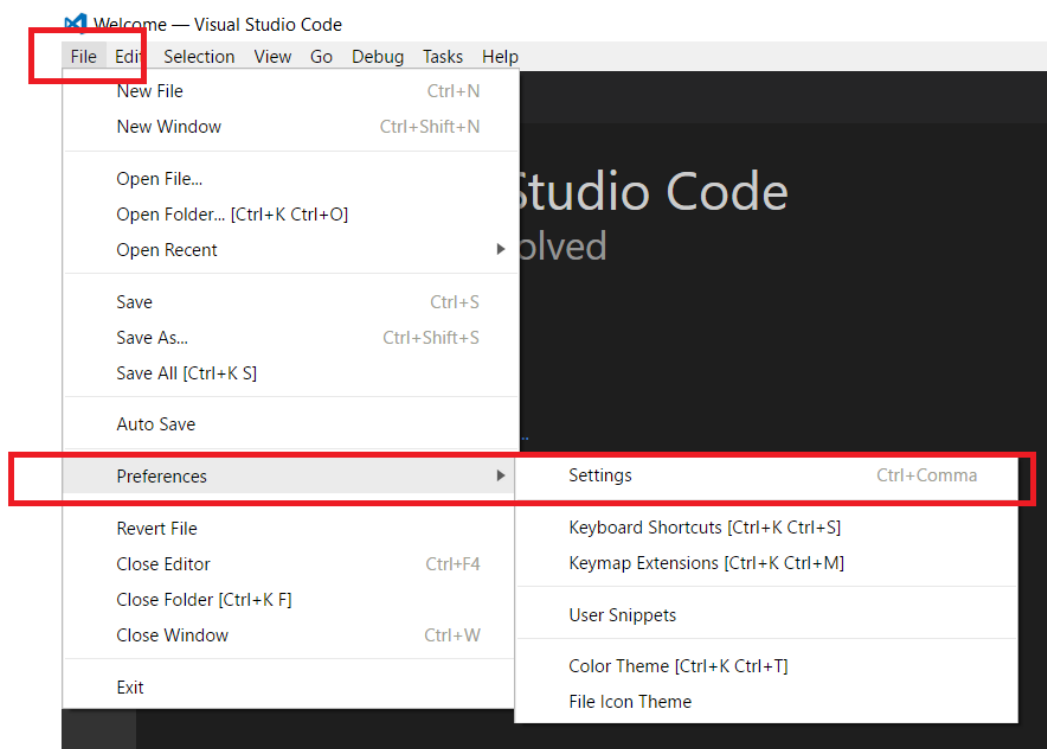 Welcome — Visual Studio Code
File Edit Selection View Go Debug Tasks Help
New File Ctrl+N
New Window Ctrl+Shift+N
Open File...
Open Folder... [Ctrl+K Ctrl+O]
Open Recent
Save Ctrl+S
Save As... Ctrl+Shift+S
Save All [Ctrl+K S]
Auto Save
Preferences
Revert File
Close Editor Ctrl+F4
Close Folder [Ctrl+K F]
Close Window Ctrl+W
Exit
Settings Ctrl+Comma
Keyboard Shortcuts [Ctrl+K Ctrl+S]
Keymap Extensions [Ctrl+K Ctrl+M]
User Snippets
Color Theme [Ctrl+K Ctrl+T]
File Icon Theme
Studio Code
olved